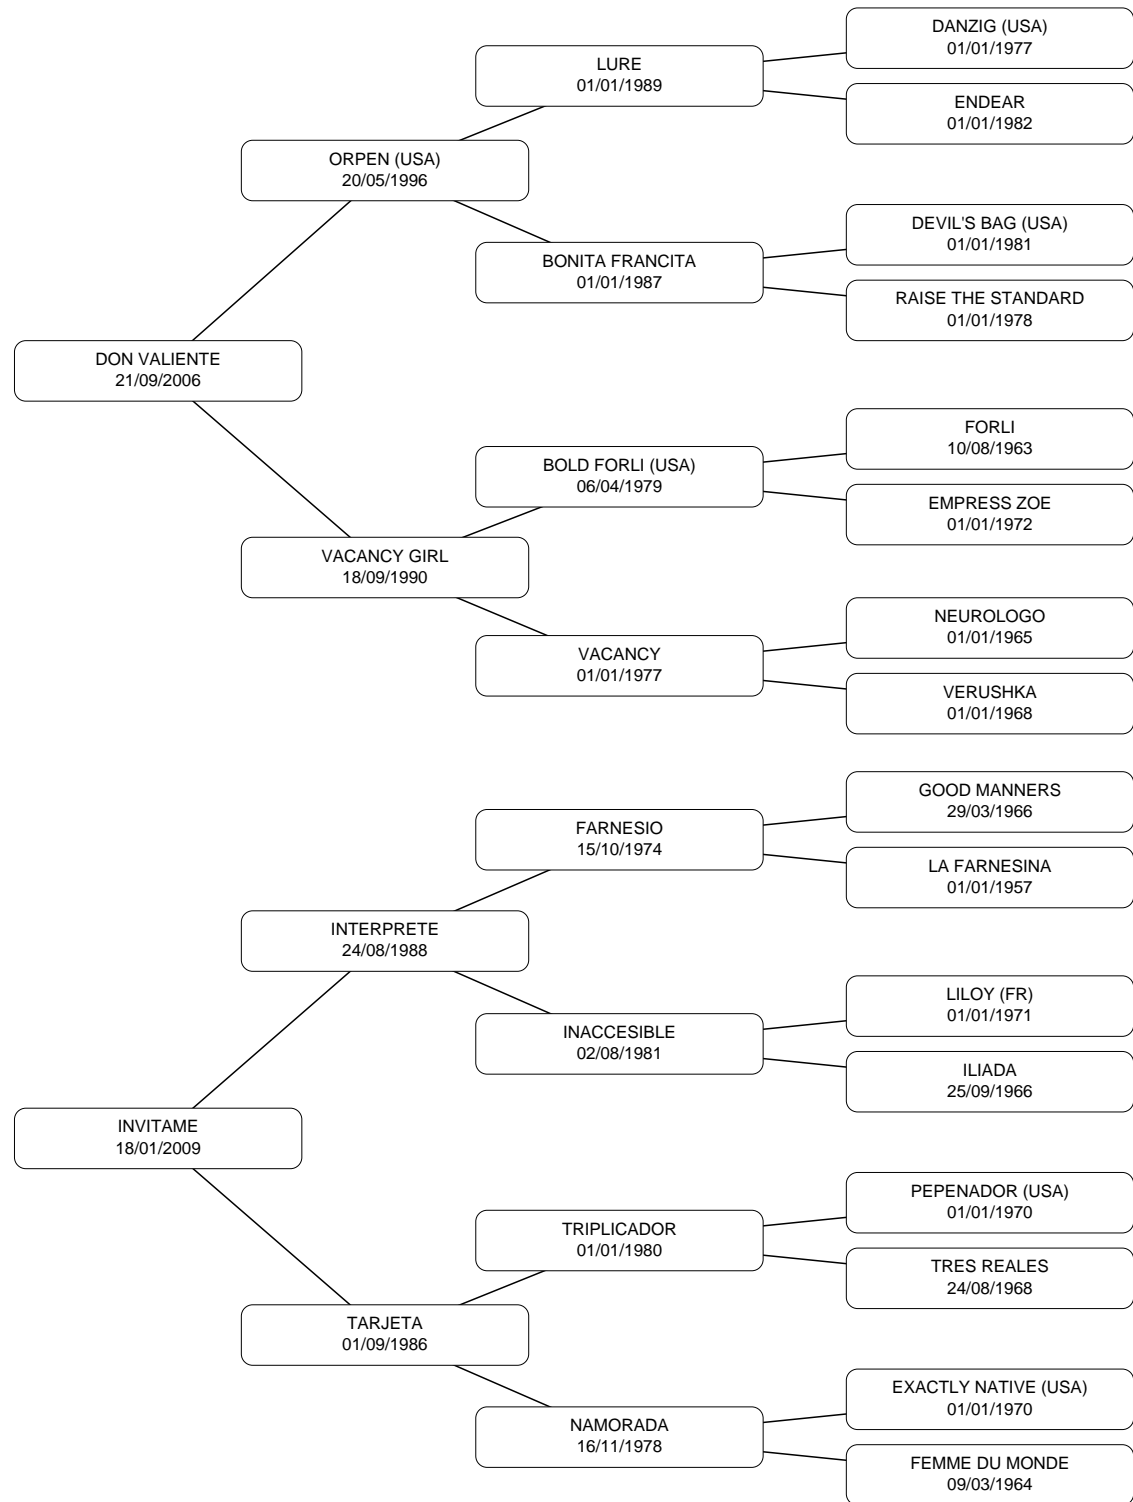 DANZIG (USA)
01/01/1977
LURE
01/01/1989
ENDEAR
01/01/1982
ORPEN (USA)
20/05/1996
DEVIL'S BAG (USA)
01/01/1981
BONITA FRANCITA
01/01/1987
RAISE THE STANDARD
01/01/1978
DON VALIENTE
21/09/2006
FORLI
10/08/1963
BOLD FORLI (USA)
06/04/1979
EMPRESS ZOE
01/01/1972
VACANCY GIRL
18/09/1990
NEUROLOGO
01/01/1965
VACANCY
01/01/1977
VERUSHKA
01/01/1968
GOOD MANNERS
29/03/1966
FARNESIO
15/10/1974
LA FARNESINA
01/01/1957
INTERPRETE
24/08/1988
LILOY (FR)
01/01/1971
INACCESIBLE
02/08/1981
ILIADA
25/09/1966
INVITAME
18/01/2009
PEPENADOR (USA)
01/01/1970
TRIPLICADOR
01/01/1980
TRES REALES
24/08/1968
TARJETA
01/09/1986
EXACTLY NATIVE (USA)
01/01/1970
NAMORADA
16/11/1978
FEMME DU MONDE
09/03/1964